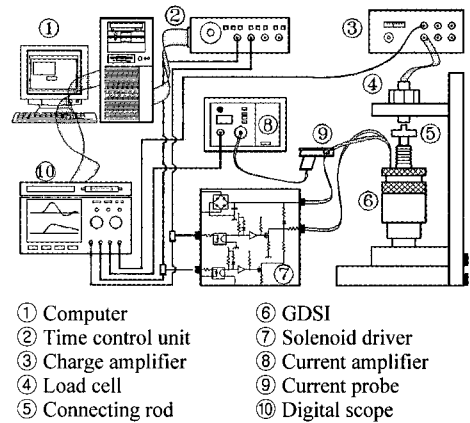 ①
②
③
④
⑤
⑥
⑦
⑧
⑨
⑩
① Computer
② Time control unit
③ Charge amplifier
④ Load cell
⑤ Connecting rod
⑥ GDSI
⑦ Solenoid driver
⑧ Current amplifier
⑨ Current probe
⑩ Digital scope